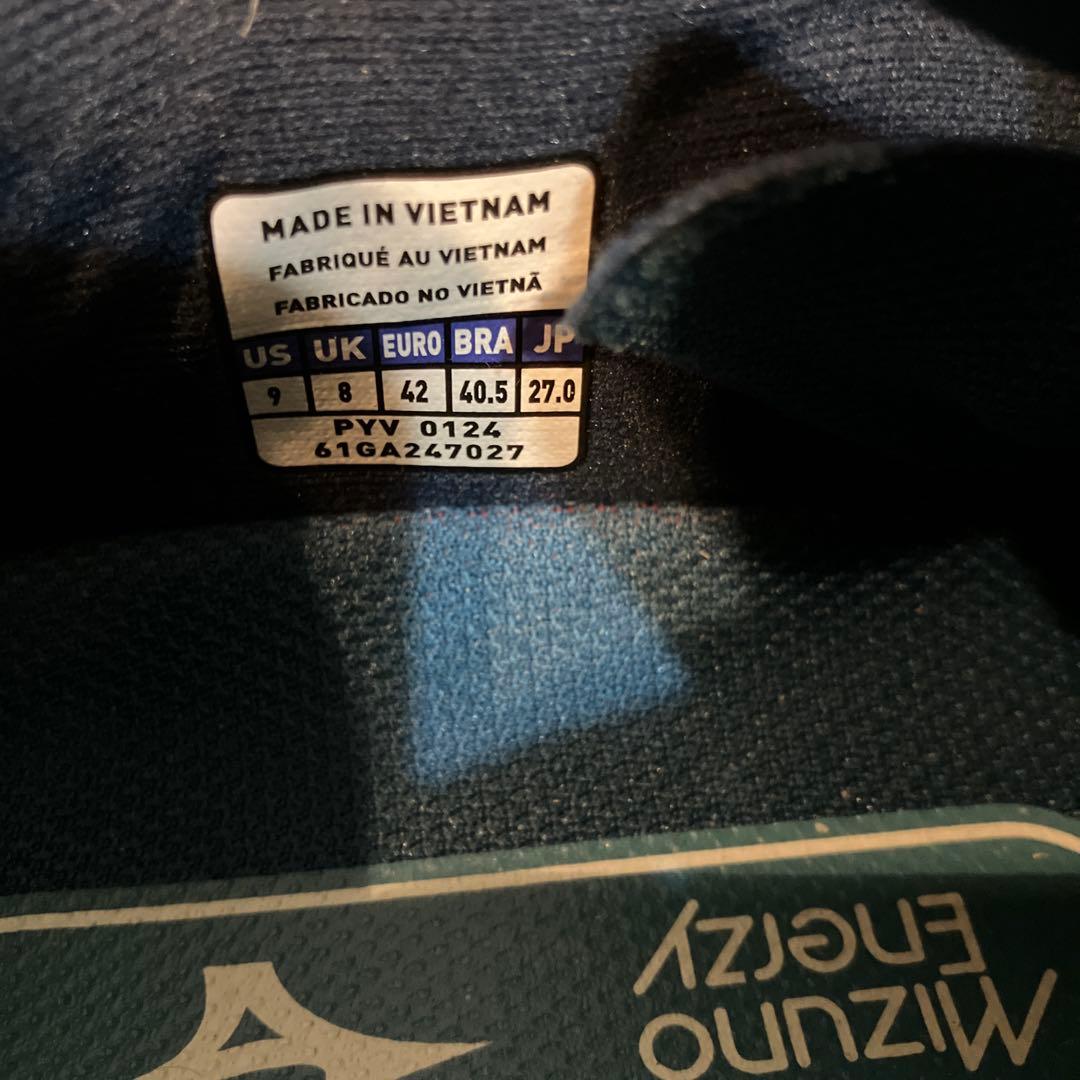 MADE IN VIETNAM
FABRIQUÉ AU VIETNAM
FABRICADO NO VIETNÃ
US UK EURO BRA JP
9 8 42 40.5 27.0
PYV 0124
61GA247027
Mizuno
Enerzy